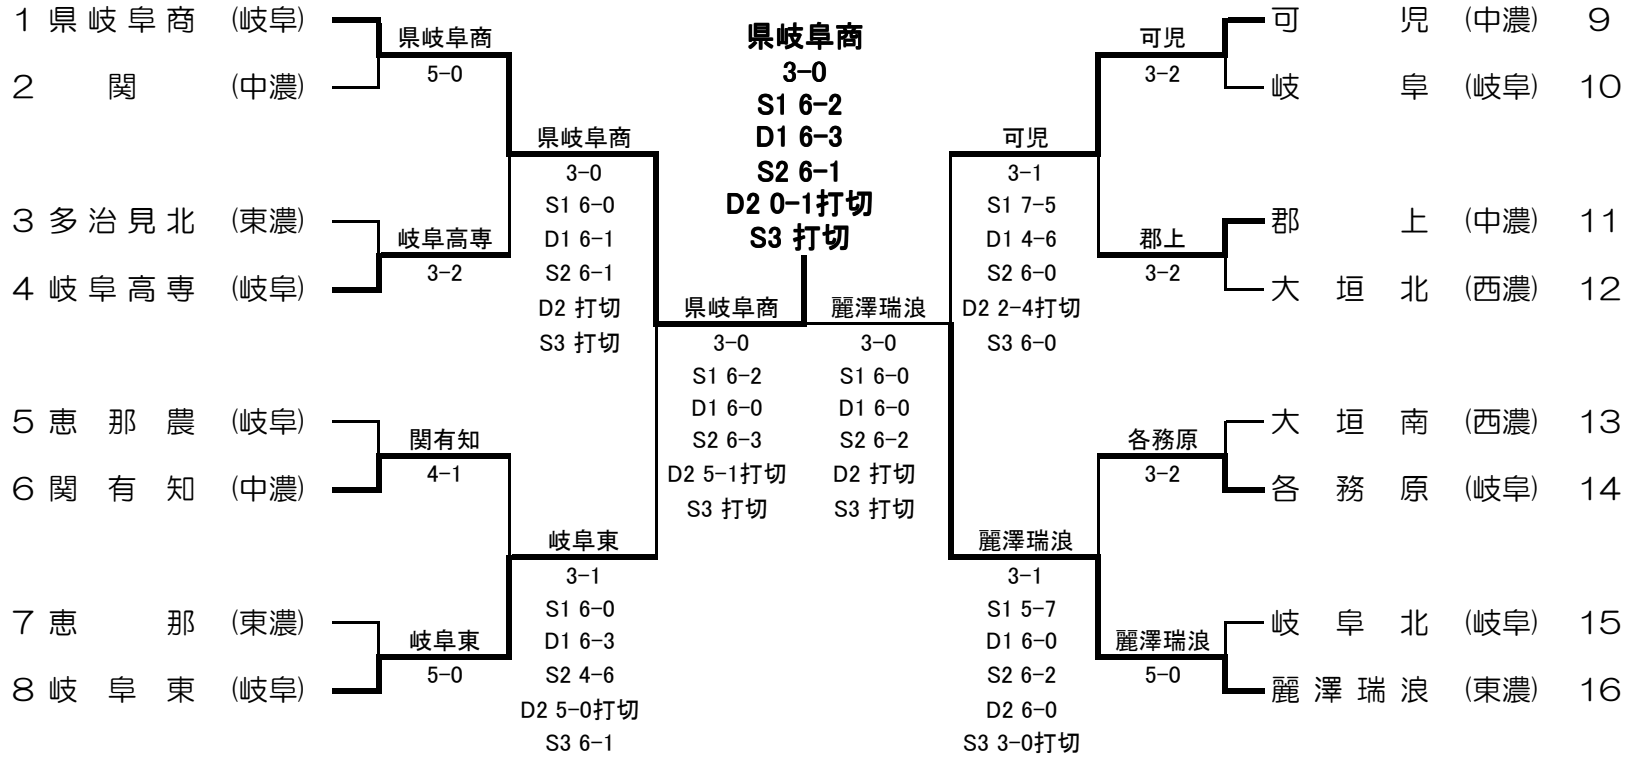 1 県岐阜商 (岐阜)
2 関 (中濃)
県岐阜商
5-0
3 多治見北 (東濃)
4 岐阜高専 (岐阜)
岐阜高専
3-2
県岐阜商
3-0
S1 6-0
D1 6-1
S2 6-1
D2 打切
S3 打切
5 恵那農 (岐阜)
6 関有知 (中濃)
関有知
4-1
7 恵那 (東濃)
8 岐阜東 (岐阜)
岐阜東
5-0
岐阜東
3-1
S1 6-0
D1 6-3
S2 4-6
D2 5-0打切
S3 6-1
県岐阜商
3-0
S1 6-2
D1 6-0
S2 6-3
D2 5-1打切
S3 打切
県岐阜商
3-0
S1 6-2
D1 6-3
S2 6-1
D2 0-1打切
S3 打切
麗澤瑞浪
3-0
S1 6-0
D1 6-0
S2 6-2
D2 打切
S3 打切
可児
3-1
S1 7-5
D1 4-6
S2 6-0
D2 2-4打切
S3 6-0
可児
3-2
可児 (中濃) 9
岐阜 (岐阜) 10
郡上
3-2
郡上 (中濃) 11
大垣北 (西濃) 12
各務原
3-2
大垣南 (西濃) 13
各務原 (岐阜) 14
麗澤瑞浪
3-1
S1 5-7
D1 6-0
S2 6-2
D2 6-0
S3 3-0打切
麗澤瑞浪
5-0
岐阜北 (岐阜) 15
麗澤瑞浪 (東濃) 16